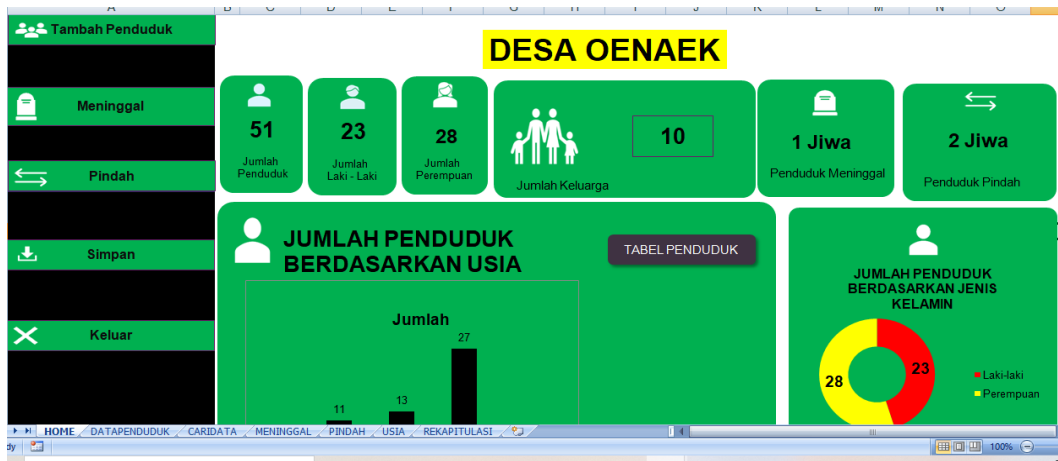 A B C D E F G H I J K L M N O
Tambah Penduduk
Meninggal
Pindah
Simpan
Keluar
DESA OENAEK
51
Jumlah
Penduduk
23
Jumlah
Laki - Laki
28
Jumlah
Perempuan
10
Jumlah Keluarga
1 Jiwa
Penduduk Meninggal
2 Jiwa
Penduduk Pindah
JUMLAH PENDUDUK
BERDASARKAN USIA
TABEL PENDUDUK
Jumlah
27
13
11
JUMLAH PENDUDUK
BERDASARKAN JENIS
KELAMIN
28
23
Laki-laki
Perempuan
HOME DATAPENDUDUK CARIDATA MENINGGAL PINDAH USIA REKAPITULASI
dy
100%